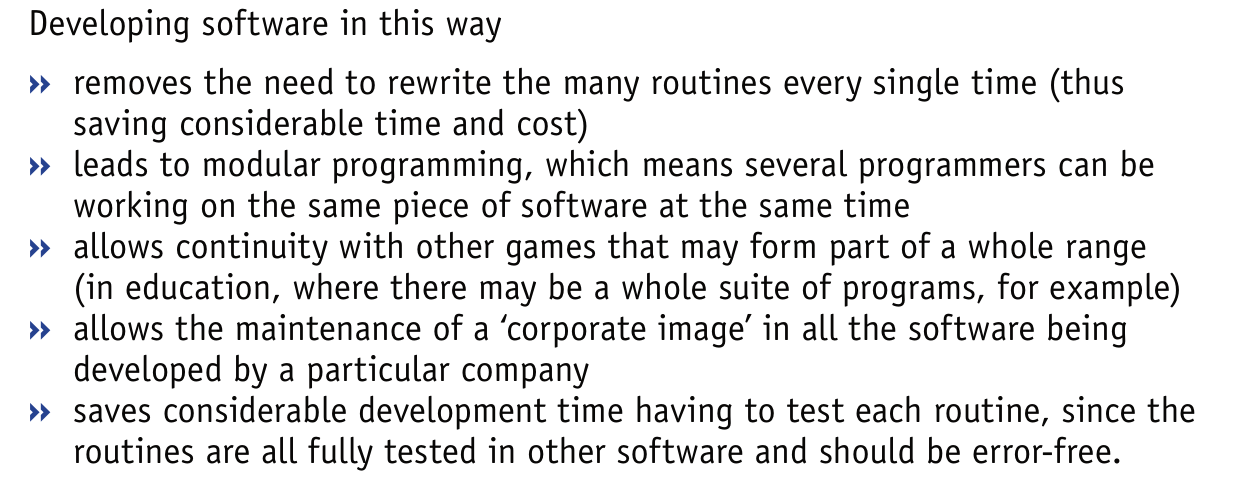 Developing software in this way
» removes the need to rewrite the many routines every single time (thus
saving considerable time and cost)
» leads to modular programming, which means several programmers can be
working on the same piece of software at the same time
» allows continuity with other games that may form part of a whole range
(in education, where there may be a whole suite of programs, for example)
» allows the maintenance of a ‘corporate image’ in all the software being
developed by a particular company
» saves considerable development time having to test each routine, since the
routines are all fully tested in other software and should be error-free.